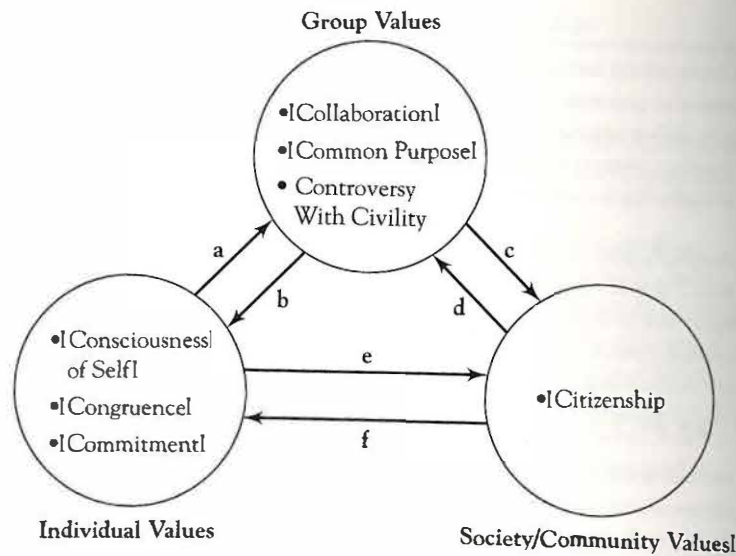 Group Values
•ICollaborationI
•ICommon PurposeI
• Controversy
With Civility
a
c
b
d
•IConsciousnessI
of SelfI
•ICongruenceI
•ICommitmentI
e
•ICitizenship
f
Individual Values
Society/Community ValuesI